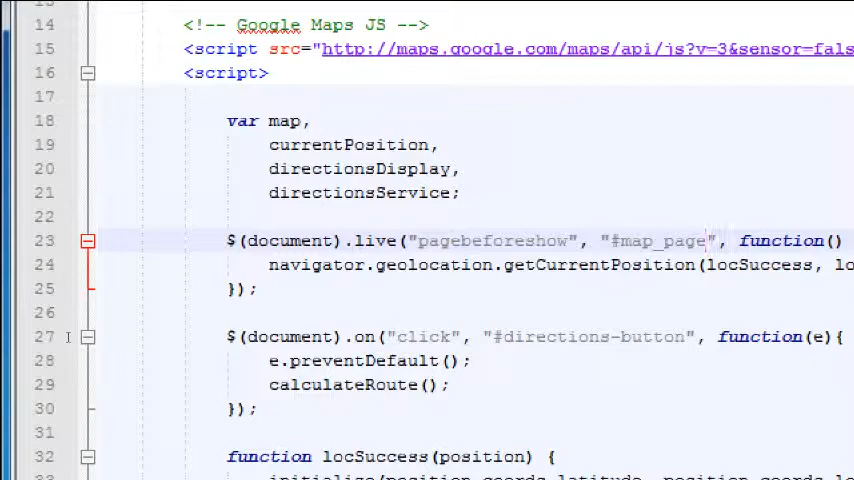 14 <!-- Google Maps JS -->
15 <script src="http://maps.google.com/maps/api/js?v=3&sensor=fals
16 <script>
17
18 var map,
19 currentPosition,
20 directionsDisplay,
21 directionsService;
22
23 $(document).live("pagebeforeshow", "#map_page", function()
24 navigator.geolocation.getCurrentPosition(locSuccess, lo
25 });
26
27 $(document).on("click", "#directions-button", function(e){
28 e.preventDefault();
29 calculateRoute();
30 });
31
32 function locSuccess(position) {